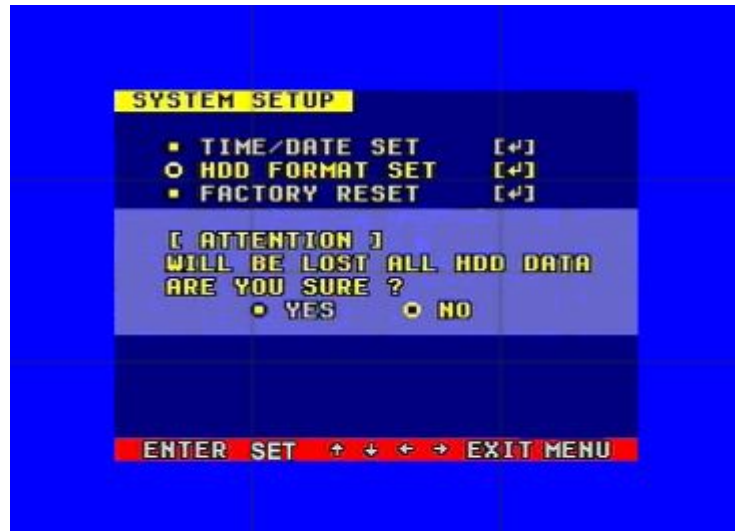 SYSTEM SETUP
TIME/DATE SET [↵]
HDD FORMAT SET [↵]
FACTORY RESET [↵]
[ ATTENTION ]
WILL BE LOST ALL HDD DATA
ARE YOU SURE ?
YES NO
ENTER SET ↑ ↓ ← → EXIT MENU